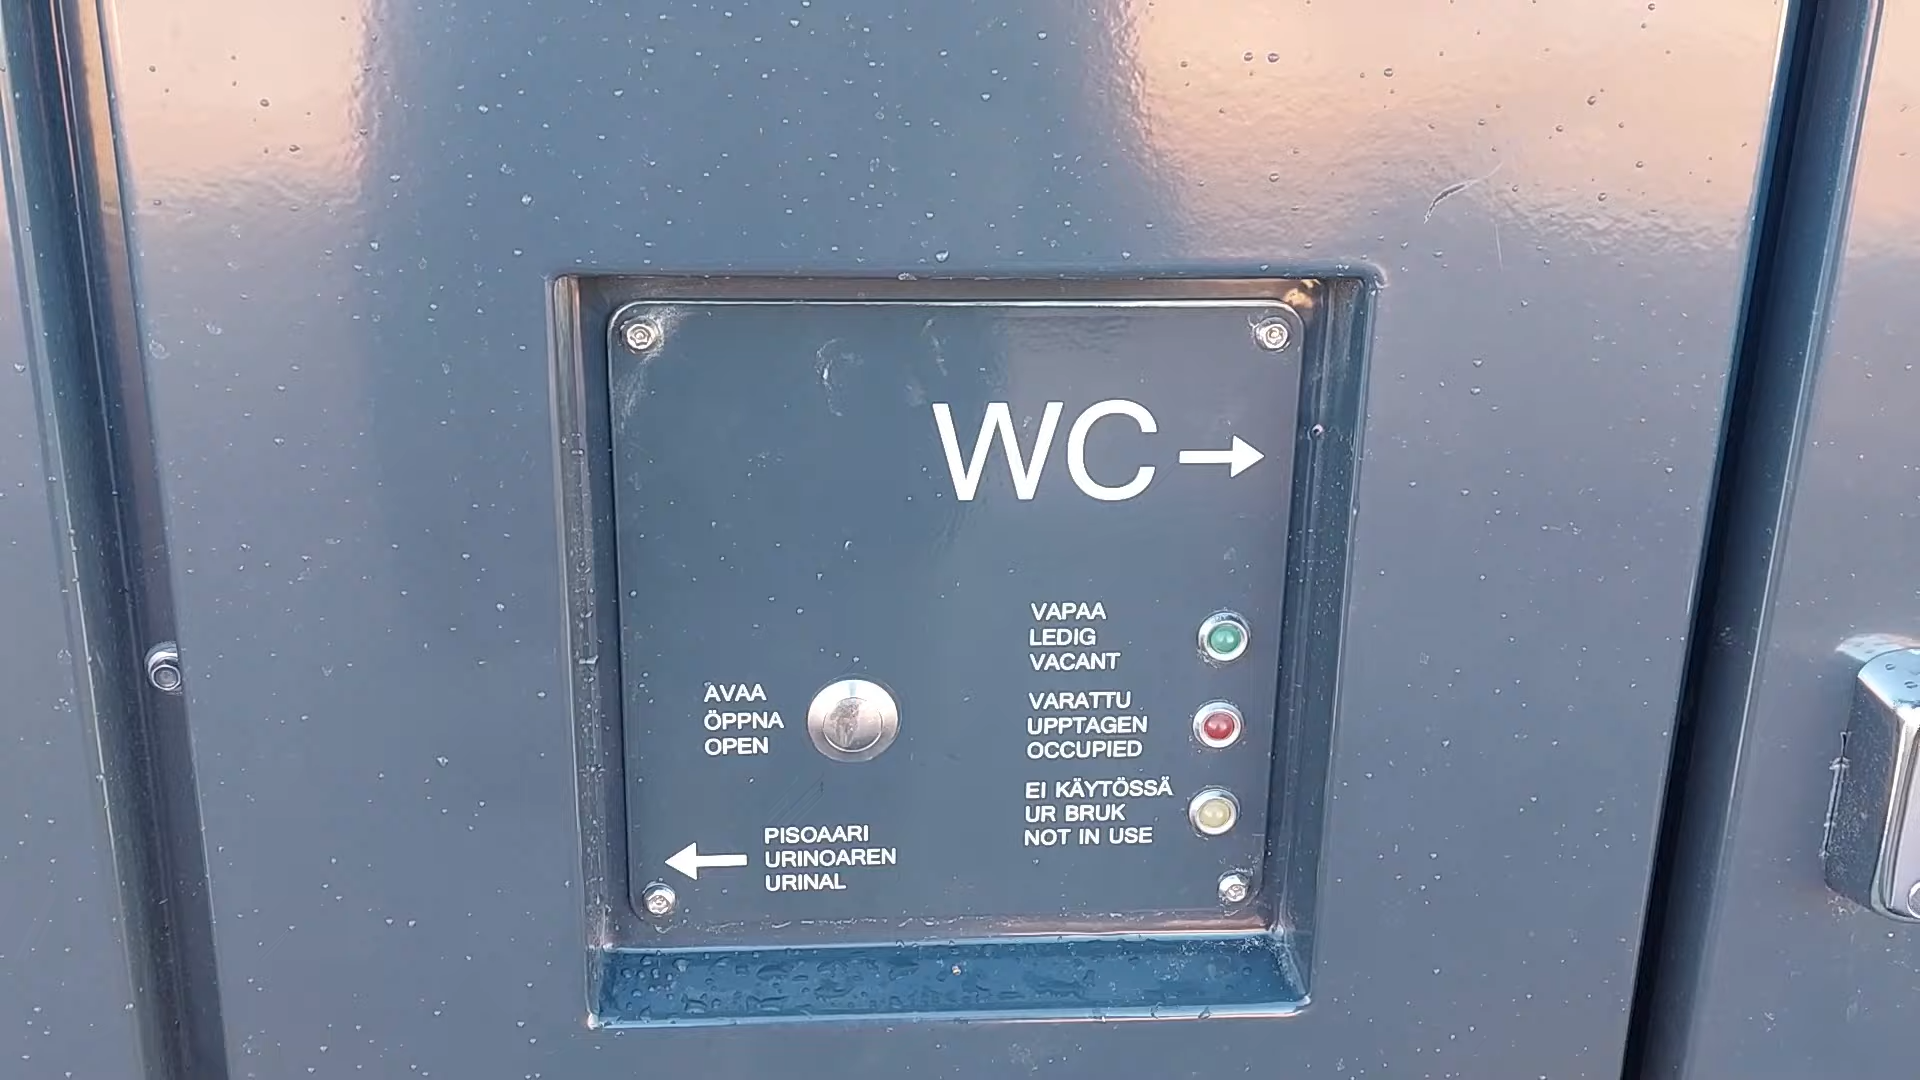 WC
VAPAA
LEDIG
VACANT
AVAA
ÖPPNA
OPEN
VARATTU
UPPTAGEN
OCCUPIED
EI KÄYTÖSSÄ
UR BRUK
NOT IN USE
PISOAARI
URINOAREN
URINAL